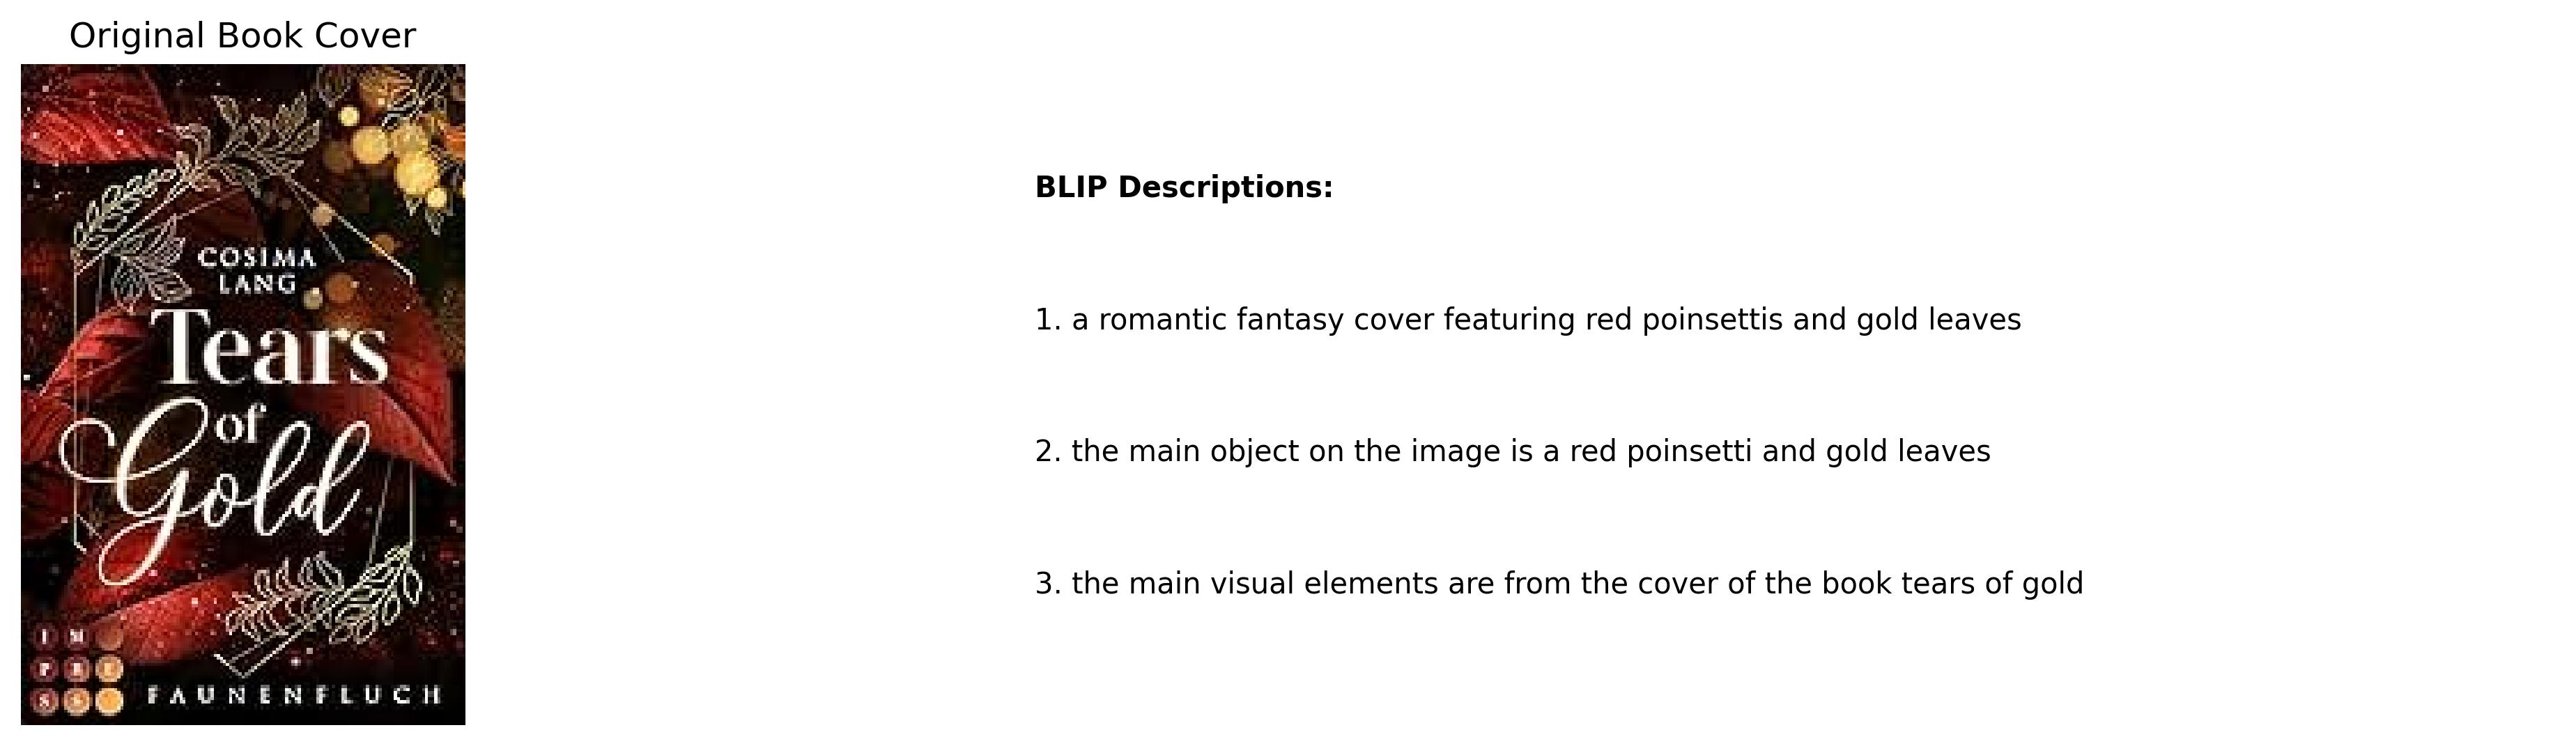 Original Book Cover
COSIMA
LANG
Tears
of
Gold
I M
P R E
S S
FAUNENFLUCH
BLIP Descriptions:
1. a romantic fantasy cover featuring red poinsettis and gold leaves
2. the main object on the image is a red poinsetti and gold leaves
3. the main visual elements are from the cover of the book tears of gold